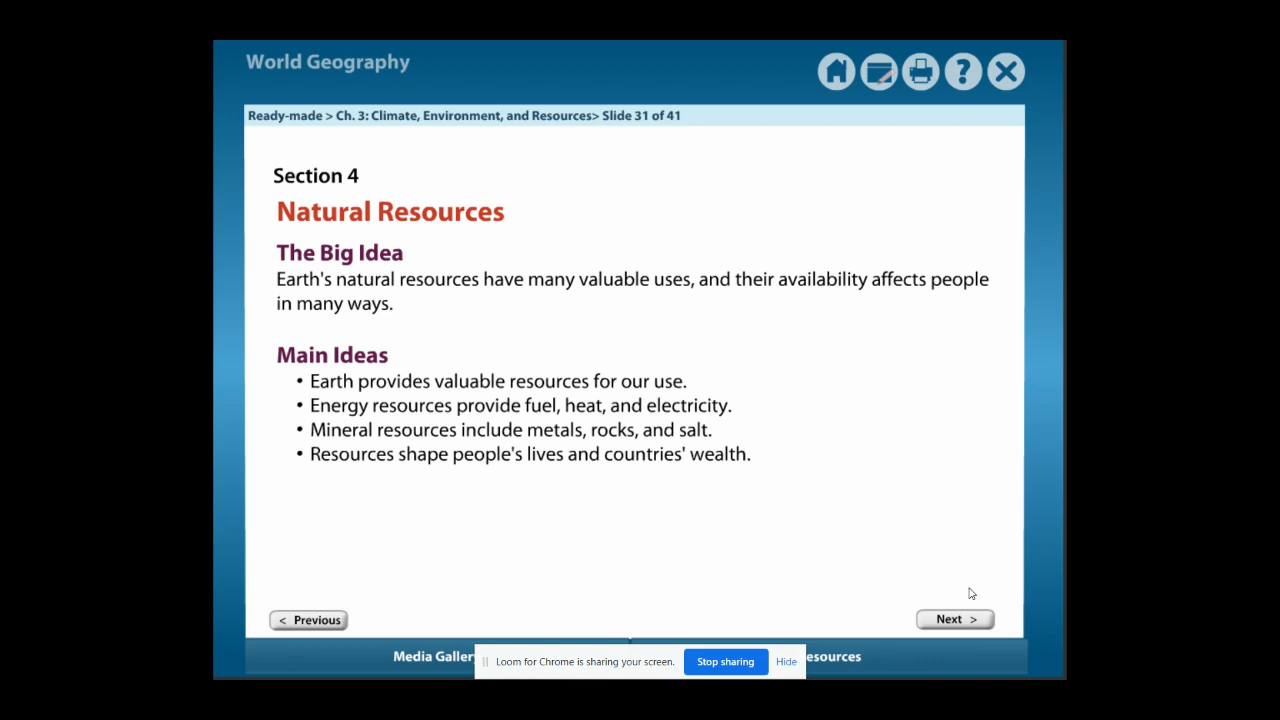 World Geography
Ready-made > Ch. 3: Climate, Environment, and Resources> Slide 31 of 41
Section 4
Natural Resources
The Big Idea
Earth's natural resources have many valuable uses, and their availability affects people
in many ways.
Main Ideas
• Earth provides valuable resources for our use.
• Energy resources provide fuel, heat, and electricity.
• Mineral resources include metals, rocks, and salt.
• Resources shape people's lives and countries' wealth.
< Previous
Next >
Media Galler
esources
Loom for Chrome is sharing your screen.
Stop sharing
Hide